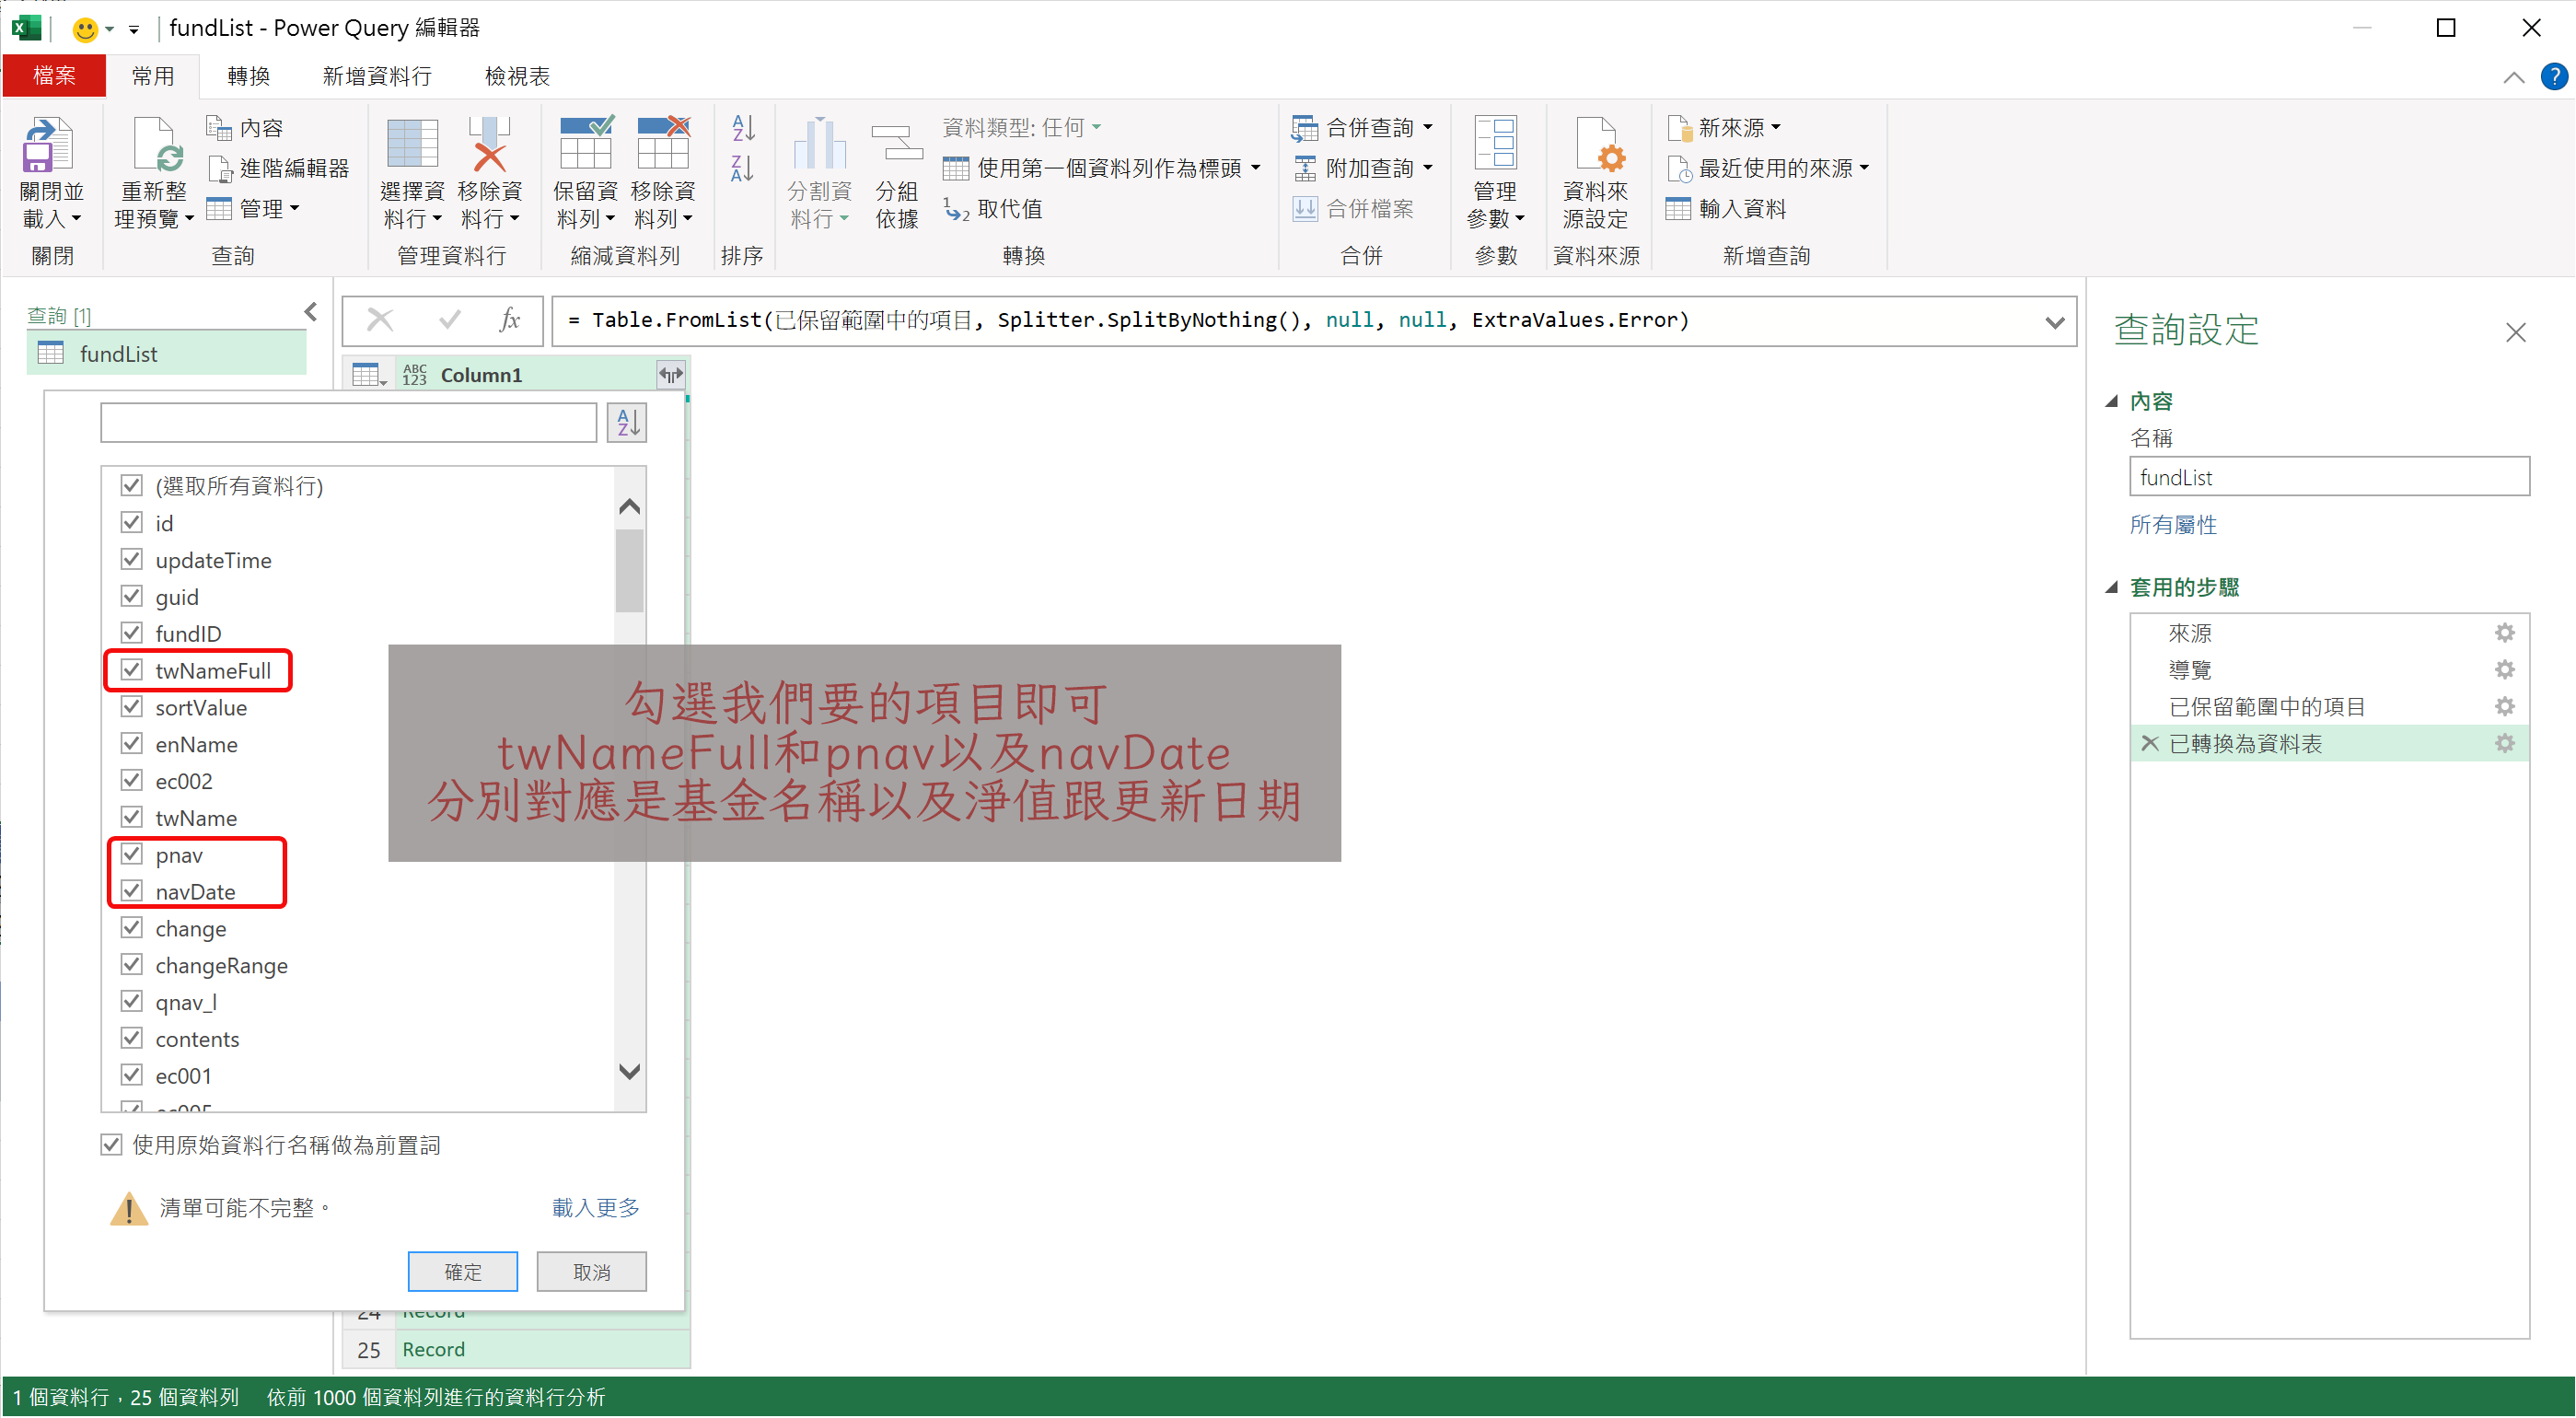 fundList - Power Query 編輯器
檔案 常用 轉換 新增資料行 檢視表
關閉並
載入
關閉
重新整
理預覽
內容
進階編輯器
管理
查詢
選擇資
料行
移除資
料行
管理資料行
保留資
料列
移除資
料列
縮減資料列
排序
分割資
料行
分組
依據
資料類型: 任何
使用第一個資料列作為標頭
取代值
轉換
合併查詢
附加查詢
合併檔案
合併
管理
參數
參數
資料來
源設定
資料來源
新來源
最近使用的來源
輸入資料
新增查詢
查詢 [1]
fundList
fx
= Table.FromList(已保留範圍中的項目, Splitter.SplitByNothing(), null, null, ExtraValues.Error)
ABC
123
Column1
(選取所有資料行)
id
updateTime
guid
fundID
twNameFull
sortValue
enName
ec002
twName
pnav
navDate
change
changeRange
qnav_l
contents
ec001
ec005
使用原始資料行名稱做為前置詞
清單可能不完整。
載入更多
確定 取消
勾選我們要的項目即可
twNameFull和pnav以及navDate
分別對應是基金名稱以及淨值跟更新日期
24 Record
25 Record
查詢設定
內容
名稱
fundList
所有屬性
套用的步驟
來源
導覽
已保留範圍中的項目
已轉換為資料表
1 個資料行，25 個資料列 依前 1000 個資料列進行的資料行分析